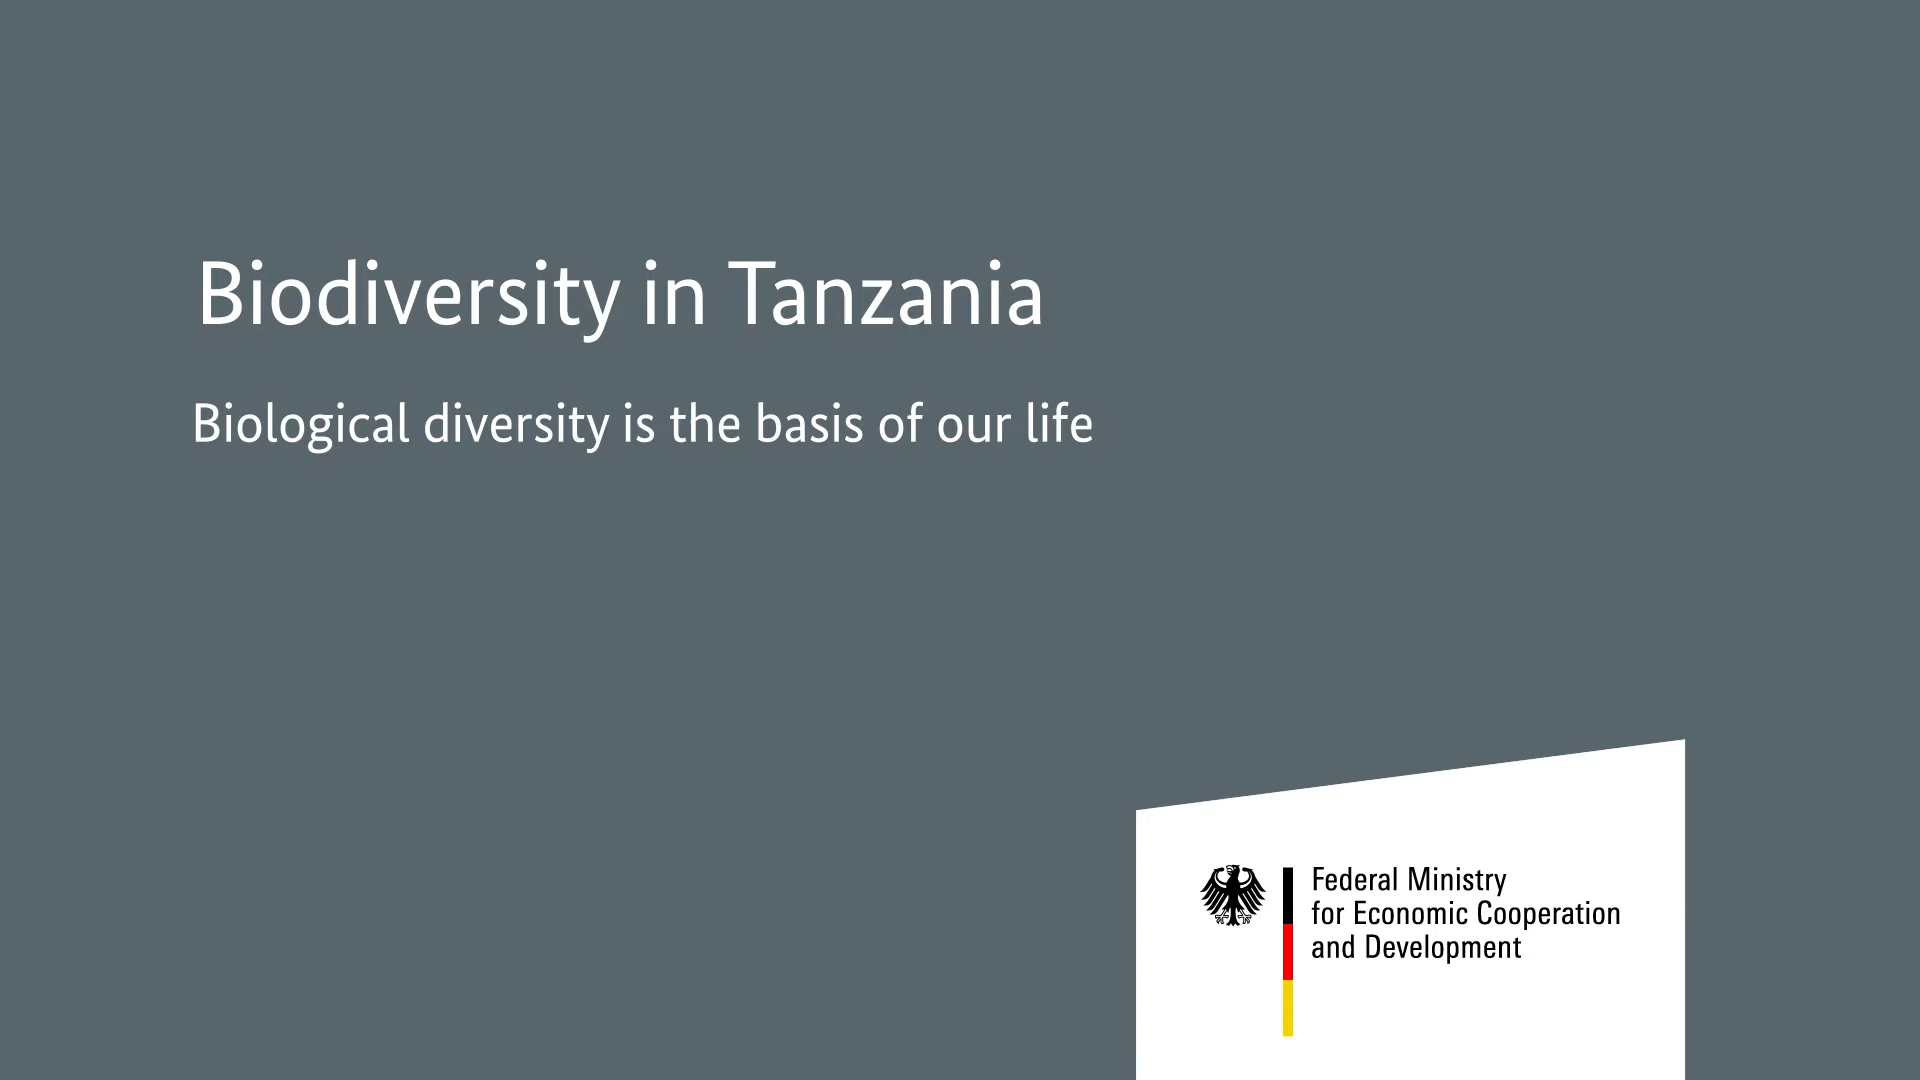 Biodiversity in Tanzania
Biological diversity is the basis of our life
Federal Ministry
for Economic Cooperation
and Development